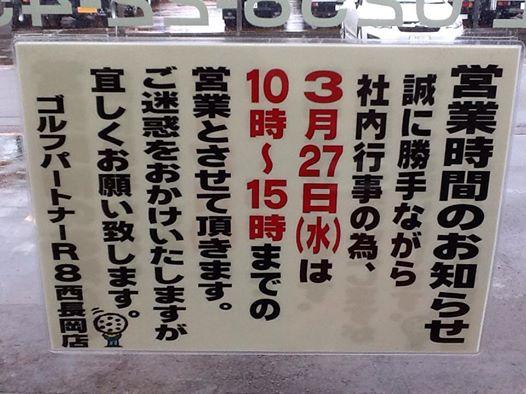 営業時間のお知らせ
誠に勝手ながら
社内行事の為、
3月27日(水)は
10時～15時までの
営業とさせて頂きます。
ご迷惑をおかけいたしますが
宜しくお願い致します。
ゴルフパートナーR8西長岡店